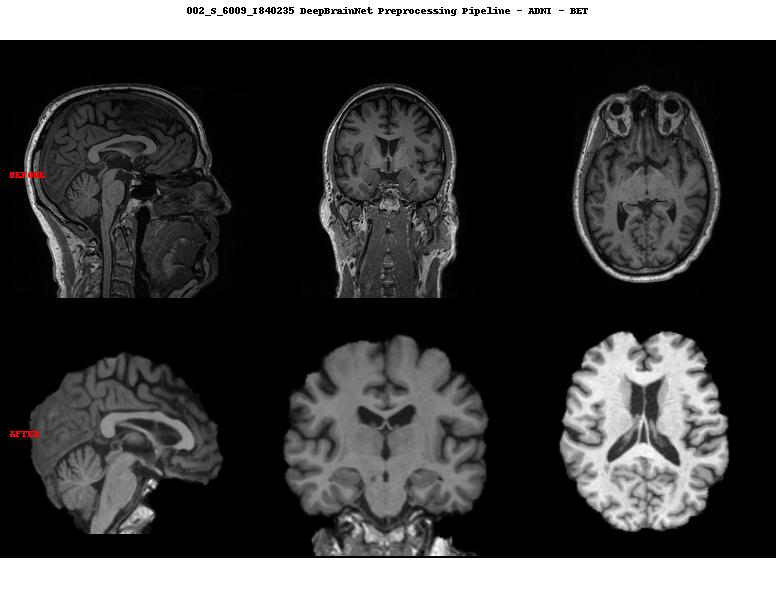 002_S_6009_I840235 DeepBrainNet Preprocessing Pipeline - ADNI - BET
BEFORE
AFTER